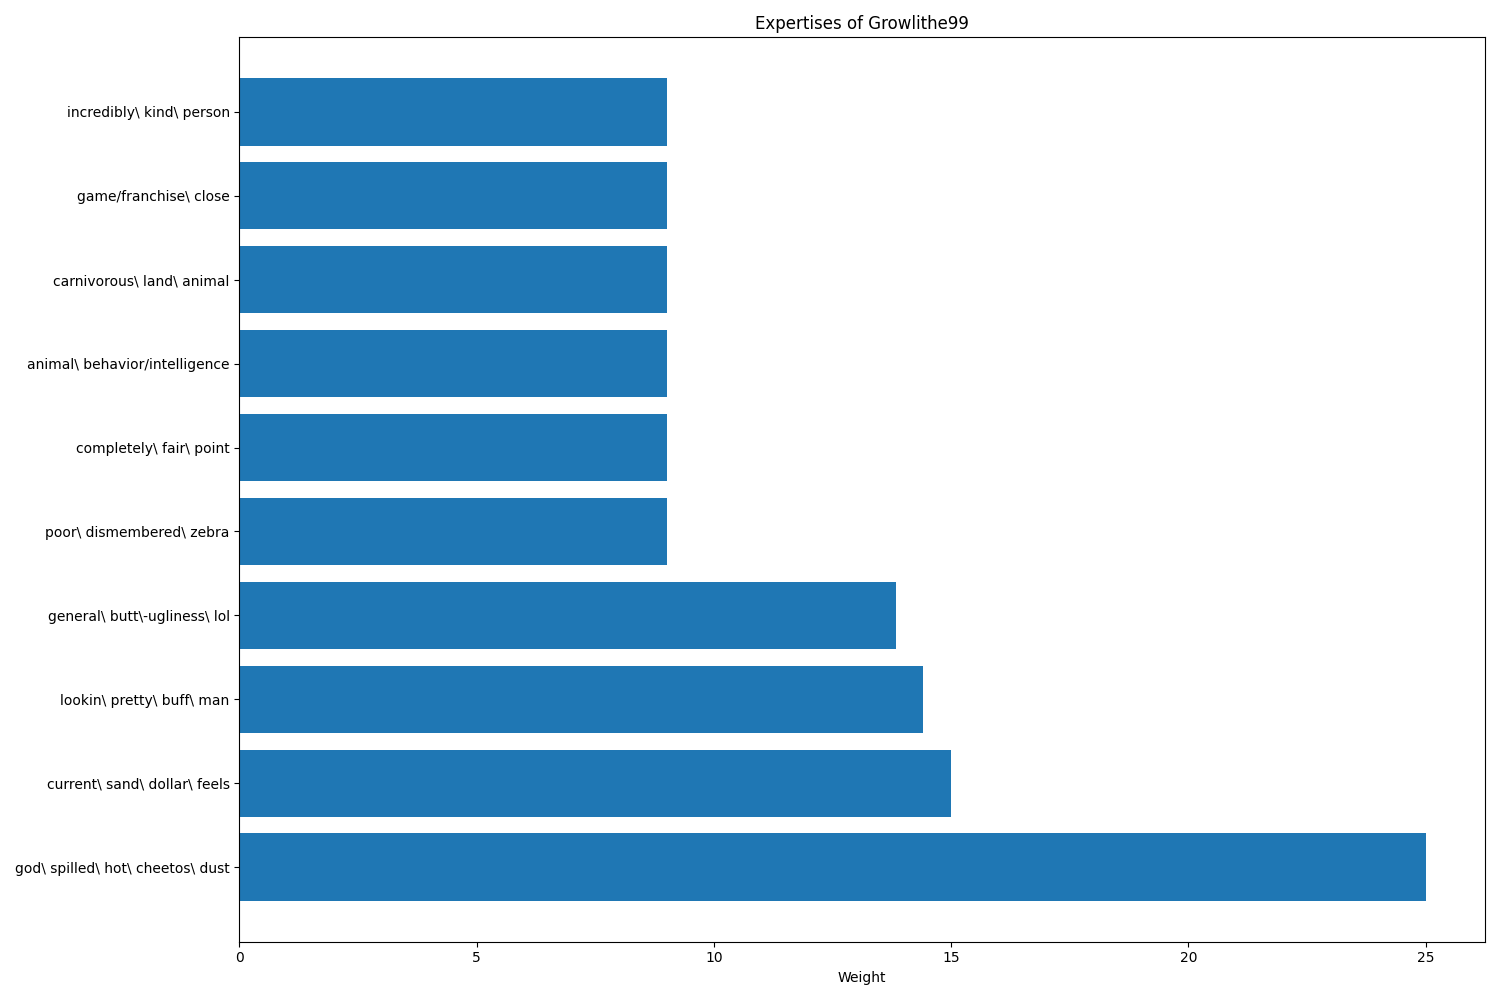 Expertises of Growlithe99
incredibly\ kind\ person
game/franchise\ close
carnivorous\ land\ animal
animal\ behavior/intelligence
completely\ fair\ point
poor\ dismembered\ zebra
general\ butt\-ugliness\ lol
lookin\ pretty\ buff\ man
current\ sand\ dollar\ feels
god\ spilled\ hot\ cheetos\ dust
0 5 10 15 20 25
Weight